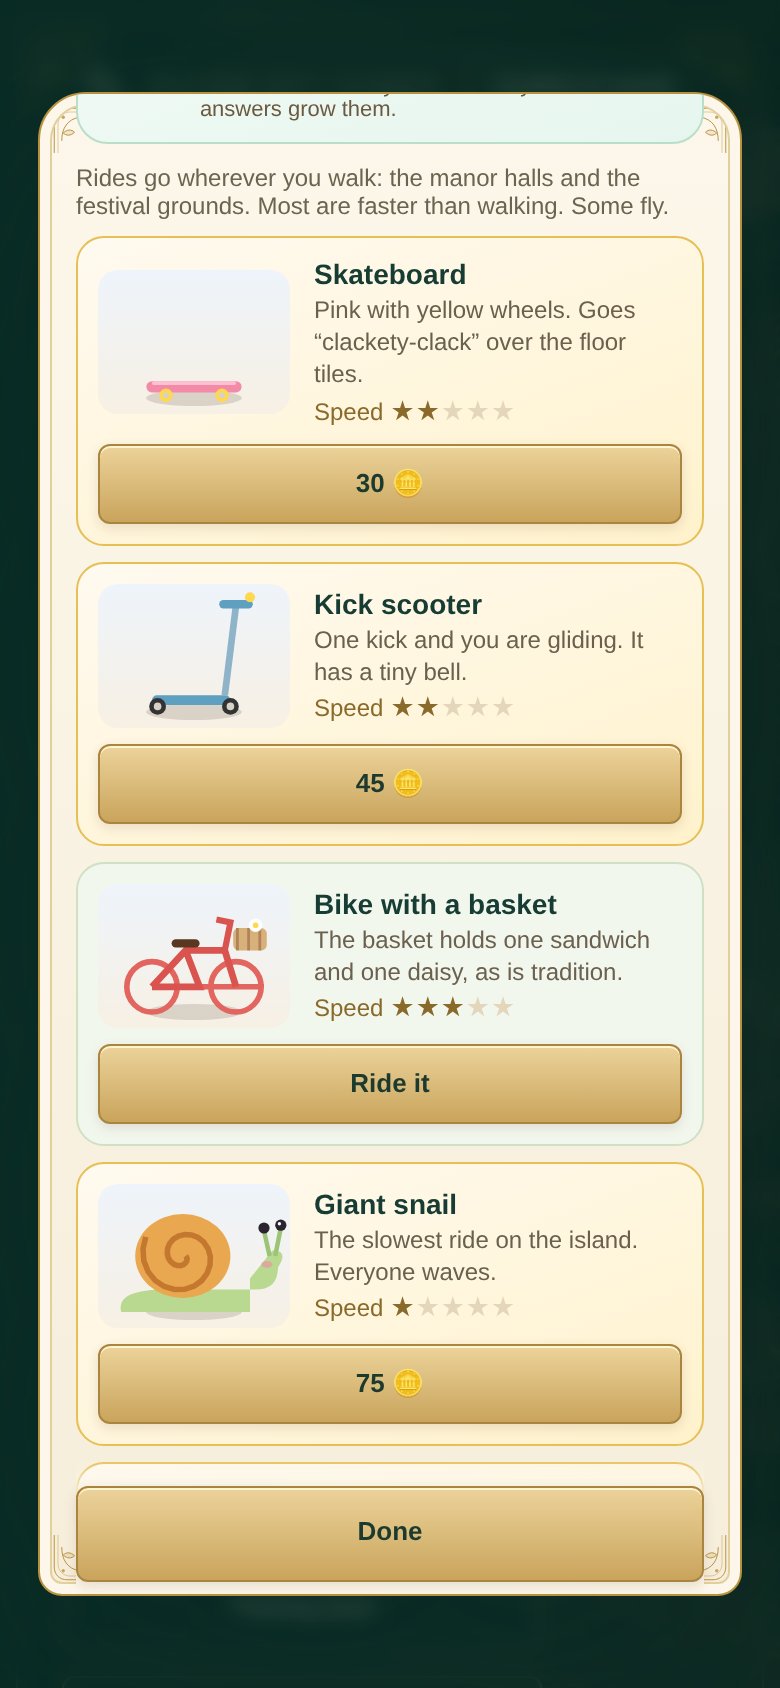 answers grow them.
Rides go wherever you walk: the manor halls and the
festival grounds. Most are faster than walking. Some fly.
Skateboard
Pink with yellow wheels. Goes
“clackety-clack” over the floor
tiles.
Speed ★★★★★
30 🪙
Kick scooter
One kick and you are gliding. It
has a tiny bell.
Speed ★★★★★
45 🪙
Bike with a basket
The basket holds one sandwich
and one daisy, as is tradition.
Speed ★★★★★
Ride it
Giant snail
The slowest ride on the island.
Everyone waves.
Speed ★★★★★
75 🪙
Done